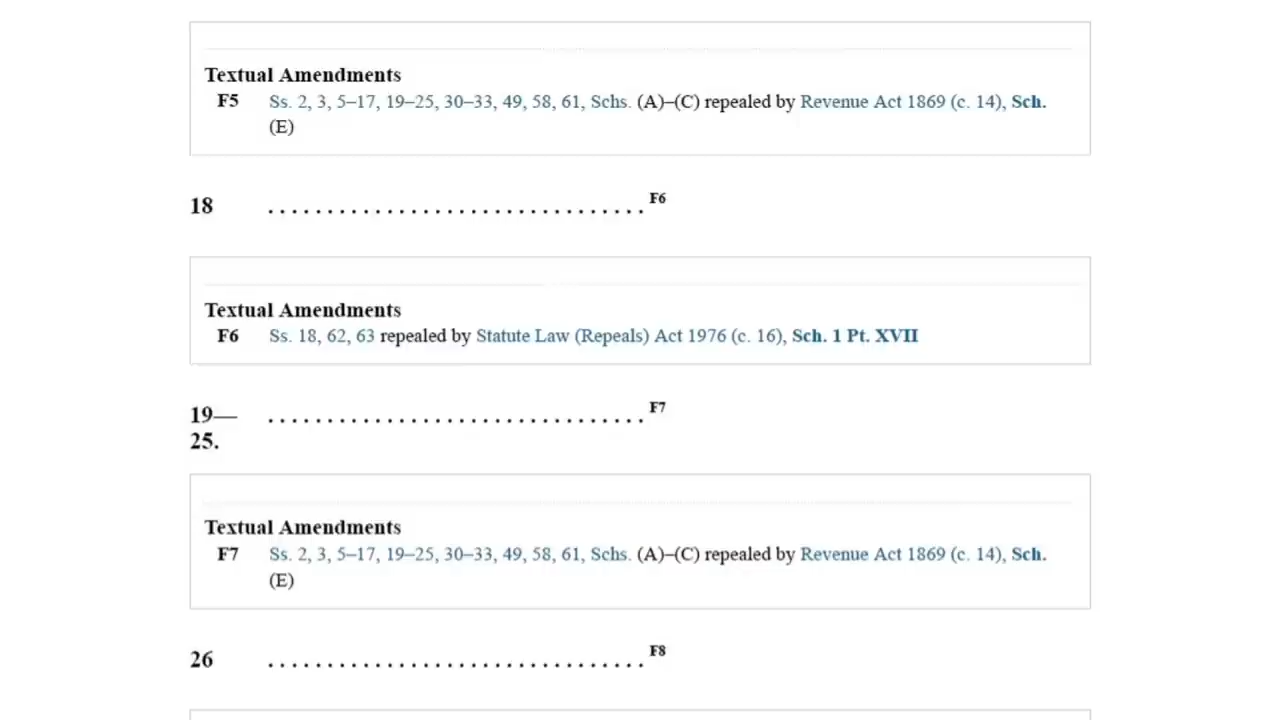 Textual Amendments
F5 Ss. 2, 3, 5–17, 19–25, 30–33, 49, 58, 61, Schs. (A)–(C) repealed by Revenue Act 1869 (c. 14), Sch.
(E)
18 . . . . . . . . . . . . . . . . . . . . . . . . . . . . . . . . F6
Textual Amendments
F6 Ss. 18, 62, 63 repealed by Statute Law (Repeals) Act 1976 (c. 16), Sch. 1 Pt. XVII
19— . . . . . . . . . . . . . . . . . . . . . . . . . . . . . . . . F7
25.
Textual Amendments
F7 Ss. 2, 3, 5–17, 19–25, 30–33, 49, 58, 61, Schs. (A)–(C) repealed by Revenue Act 1869 (c. 14), Sch.
(E)
26 . . . . . . . . . . . . . . . . . . . . . . . . . . . . . . . . F8